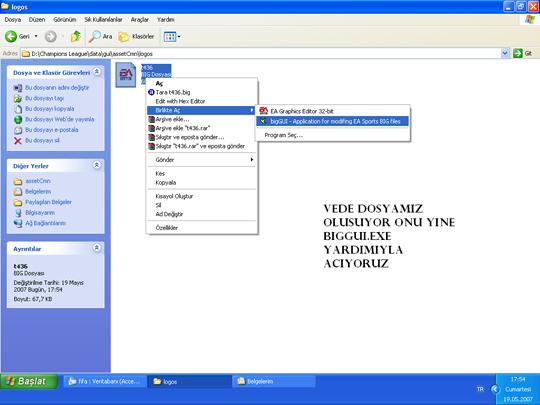 logos
Dosya Düzen Görünüm Sık Kullanılanlar Araçlar Yardım
Geri Ara Klasörler
Adres D:\Champions League\data\gui\assetCmn\logos Git
Dosya ve Klasör Görevleri
Bu dosyanın adını değiştir
Bu dosyayı taşı
Bu dosyayı kopyala
Bu dosyayı Web'de yayımla
Bu dosyayı e-posta
Bu dosyayı sil
Diğer Yerler
assetCmn
Belgelerim
Paylaşılan Belgeler
Bilgisayarım
Ağ Bağlantılarım
Ayrıntılar
t436
BIG Dosyası
Değiştirilme Tarihi: 19 Mayıs
2007 Bugün, 17:54
Boyut: 67,7 KB
t436
BIG Dosyası
Aç
Tara t436.big
Edit with Hex Editor
Birlikte Aç
Arşive ekle...
Arşive ekle "t436.rar"
Sıkıştır ve eposta gönder...
Sıkıştır "t436.rar" ve eposta gönder
Gönder
Kes
Kopyala
Kısayol Oluştur
Sil
Ad Değiştir
Özellikler
EA Graphics Editor 32-bit
bigGUI - Application for modifing EA Sports BIG files
Program Seç...
VEDE DOSYAMIZ
OLUSUYOR ONU YINE
BIGGUI.EXE
YARDIMIYLA
ACIYORUZ
Başlat
fifa : Veritabanı (Acce...
logos
Belgelerim
TR
17:54
Cumartesi
19.05.2007